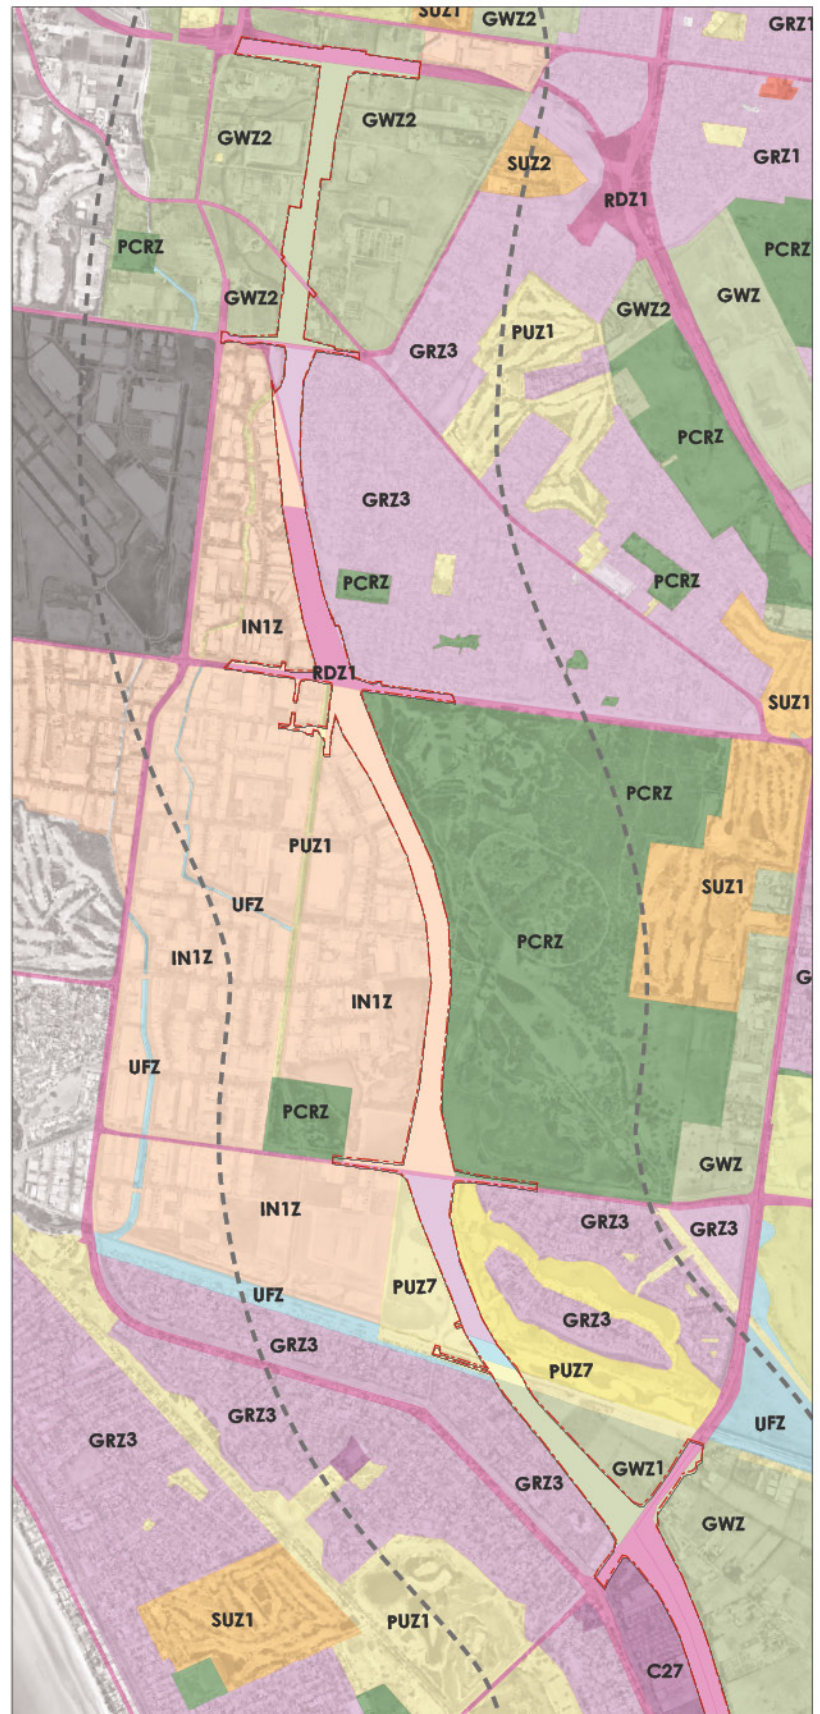 SUZ1
GWZ2
GRZ1
GWZ2
GWZ2
SUZ2
GRZ1
RDZ1
PCRZ
PCRZ
GWZ2
GWZ
GWZ2
PUZ1
GRZ3
PCRZ
GRZ3
PCRZ
PCRZ
IN1Z
RDZ1
SUZ1
PCRZ
PUZ1
SUZ1
UFZ
PCRZ
IN1Z
G
IN1Z
UFZ
PCRZ
GWZ
IN1Z
GRZ3
GRZ3
PUZ7
UFZ
GRZ3
GRZ3
PUZ7
GRZ3
UFZ
GRZ3
GWZ1
GRZ3
GWZ
SUZ1
PUZ1
C27